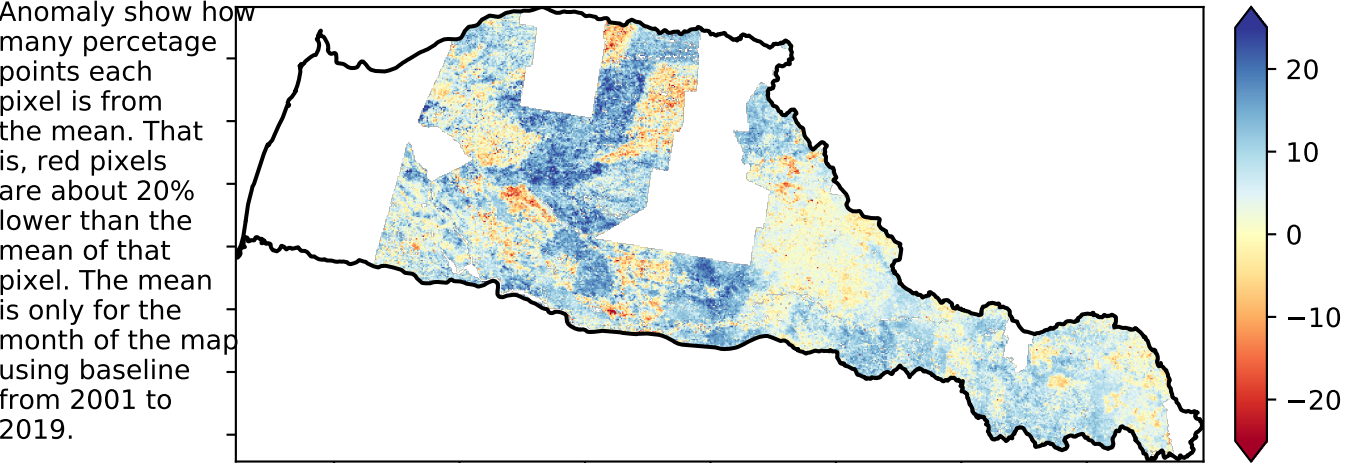 Anomaly show how
many percetage
points each
pixel is from
the mean. That
is, red pixels
are about 20%
lower than the
mean of that
pixel. The mean
is only for the
month of the map
using baseline
from 2001 to
2019.
20
10
0
−10
−20